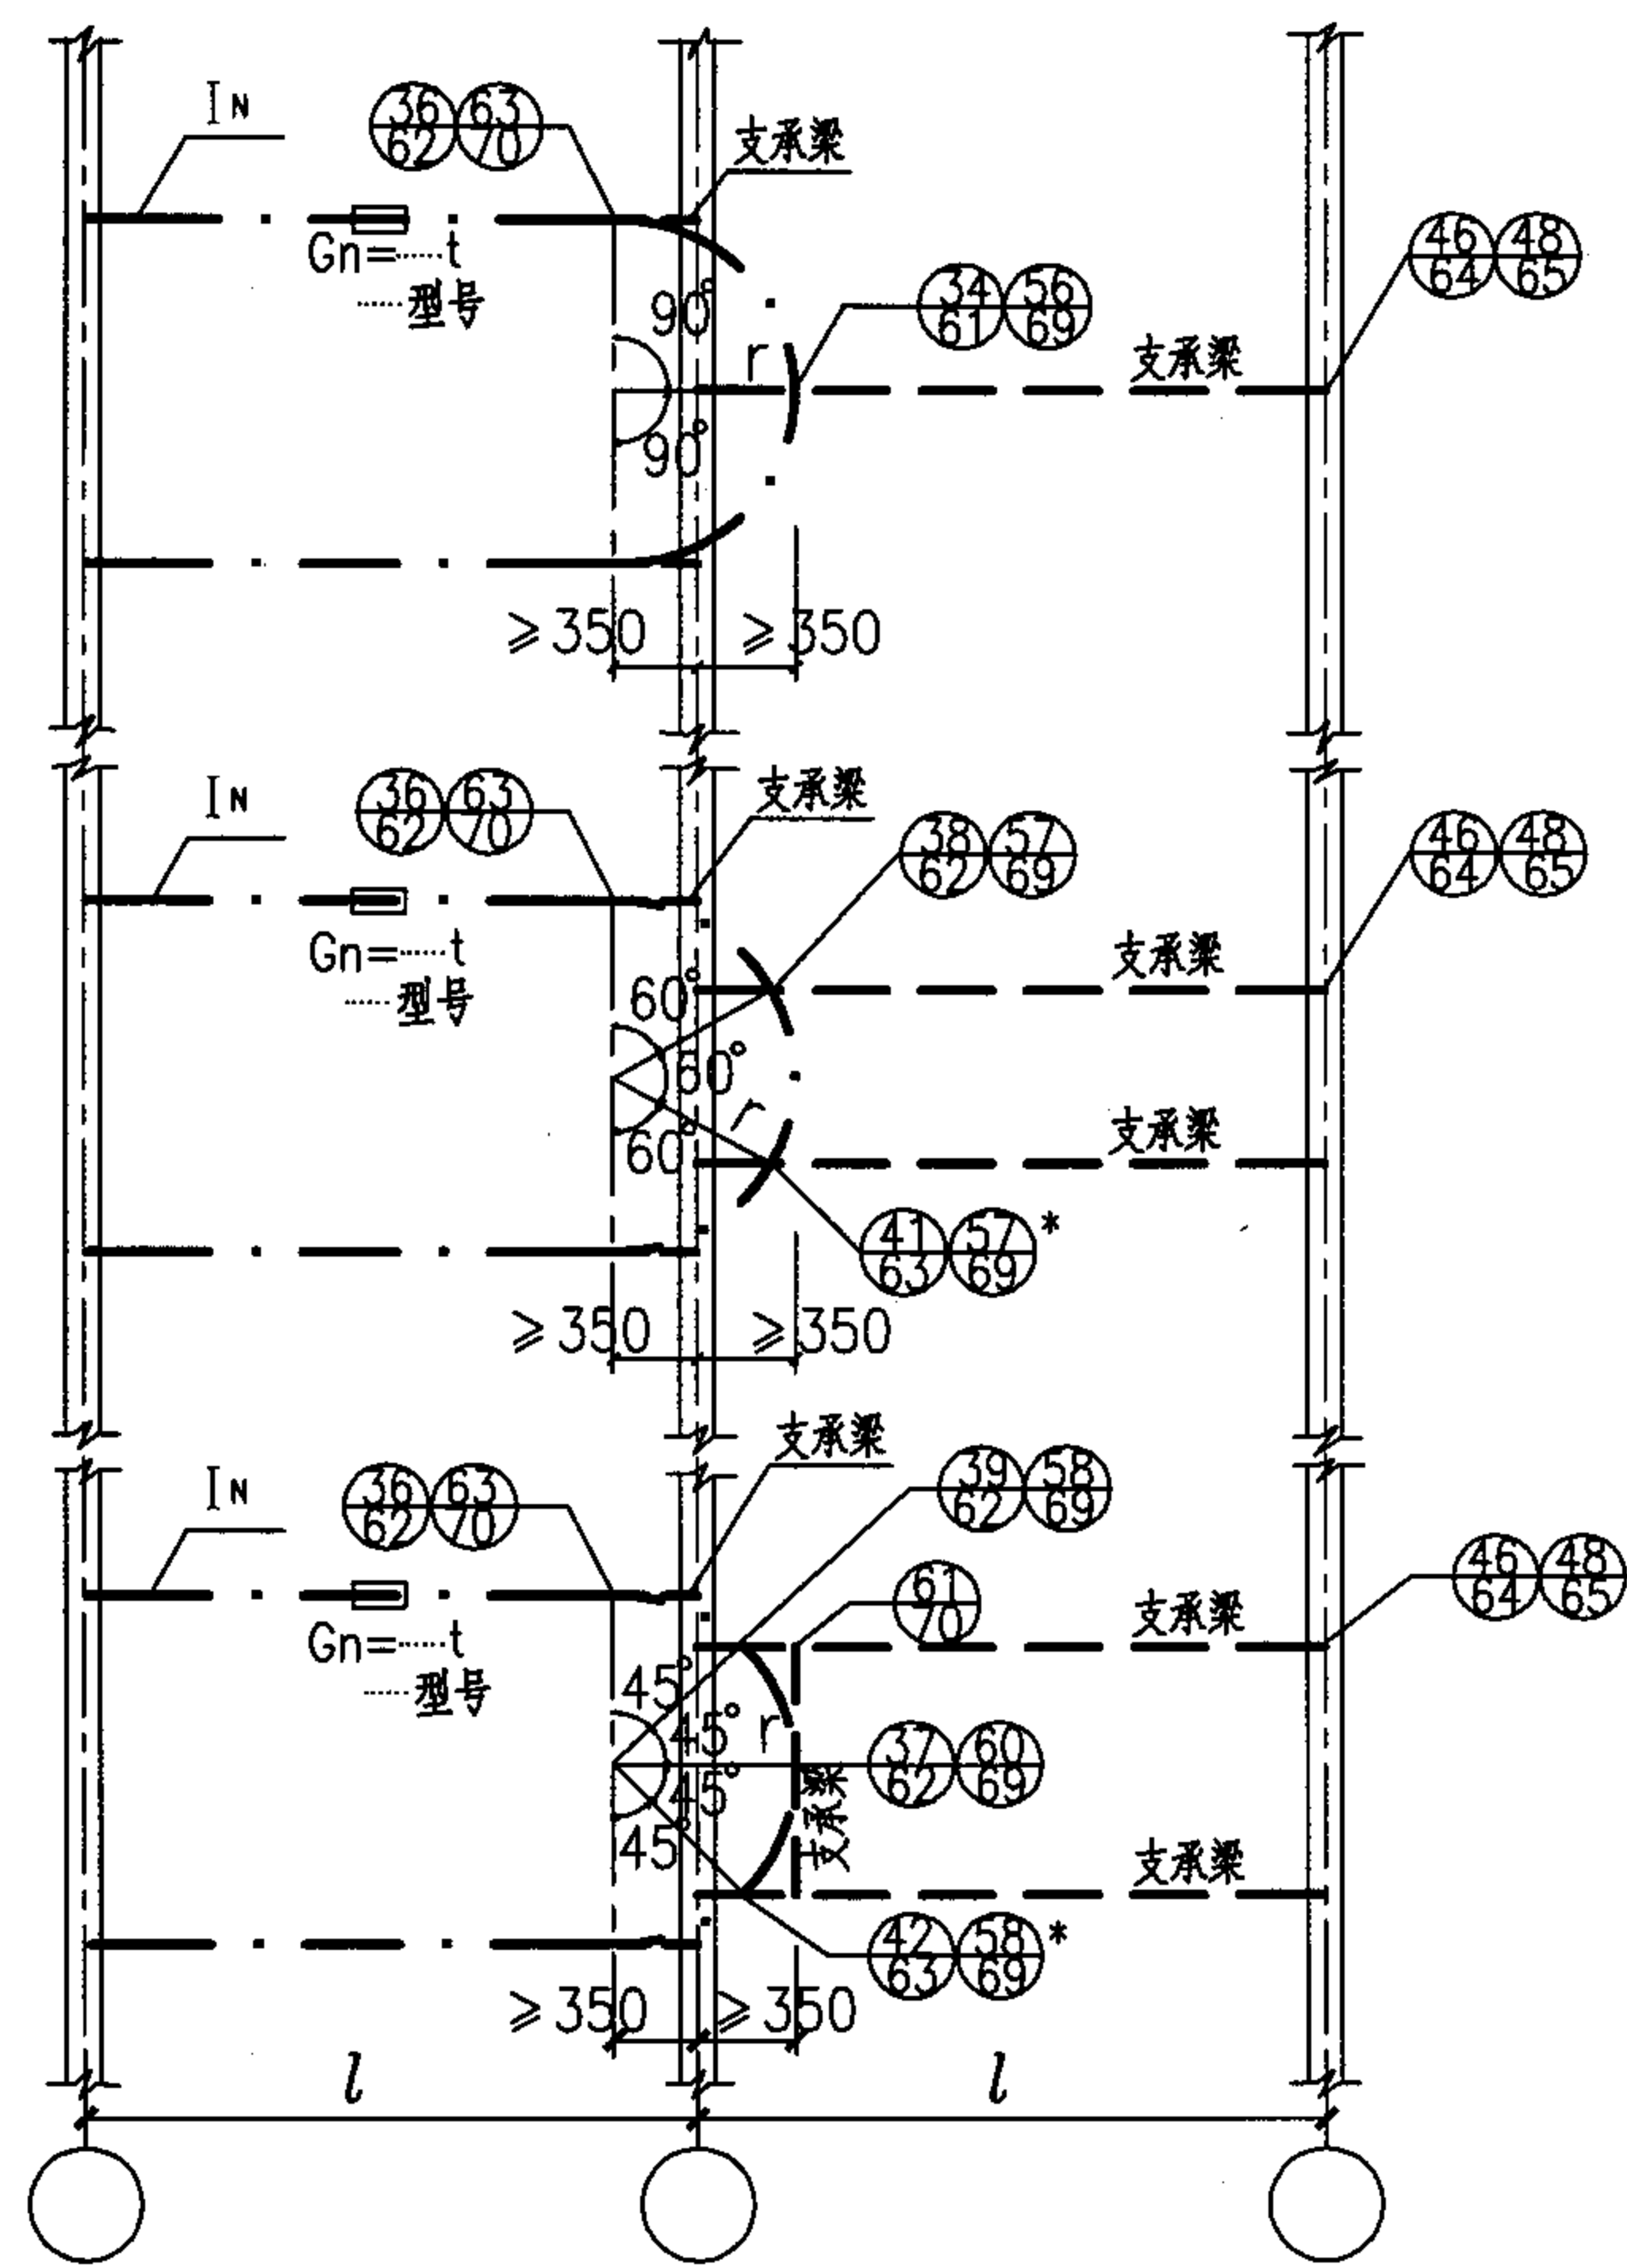 IN
36 63
62 70
支承梁
Gn=……t
……型号
46 48
64 65
90°
34 56
61 69
r
支承梁
90°
≥350 ≥350
IN
36 63
62 70
支承梁
38 57
62 69
46 48
64 65
Gn=……t
……型号
支承梁
60°
60°
r
60°
支承梁
41 57 *
63 69
≥350 ≥350
IN
36 63
62 70
支承梁
39 58
62 69
46 48
64 65
61
70
支承梁
Gn=……t
……型号
45°
45°
r
37 60
62 69
45°
支承梁
45°
支承梁
42 58 *
63 69
≥350 ≥350
l l